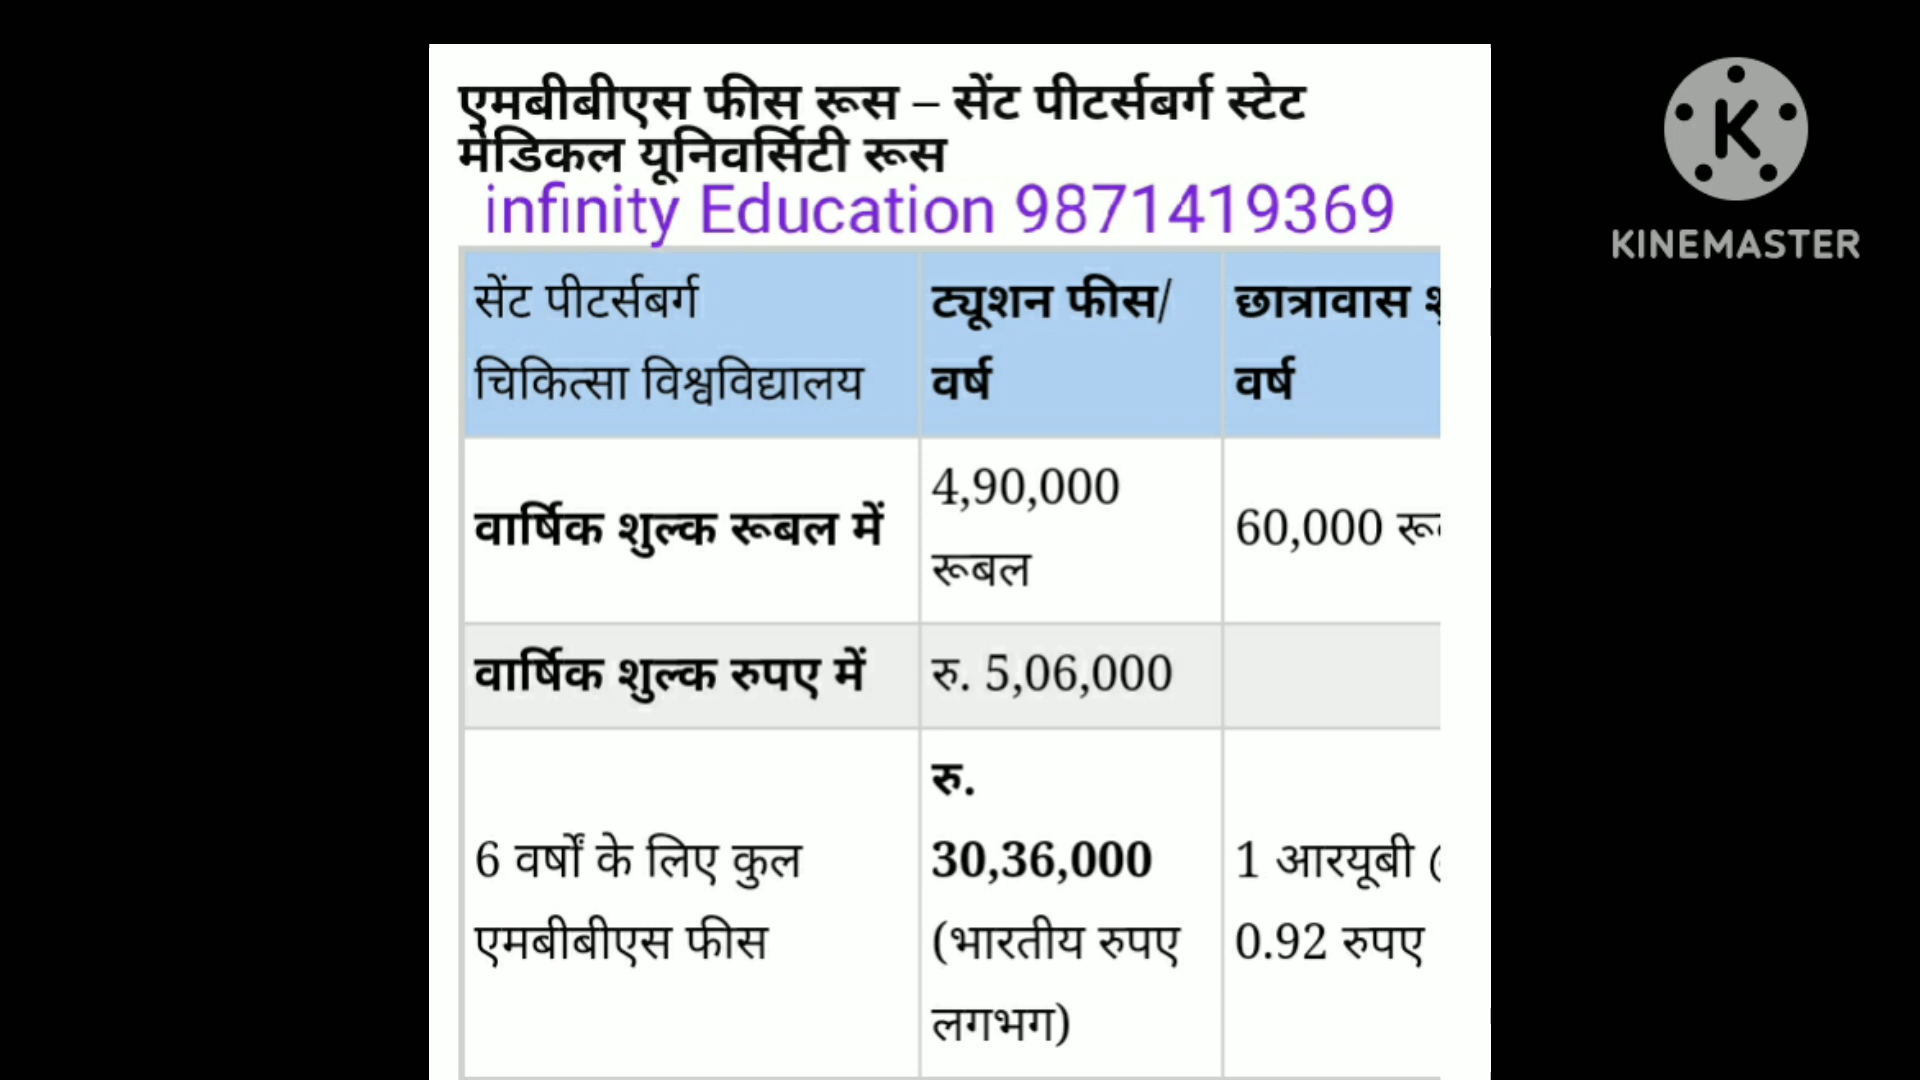 एमबीबीएस फीस रूस – सेंट पीटर्सबर्ग स्टेट
मेडिकल यूनिवर्सिटी रूस
infinity Education 9871419369
KINEMASTER
सेंट पीटर्सबर्ग
चिकित्सा विश्वविद्यालय
ट्यूशन फीस/
वर्ष
छात्रावास
वर्ष
वार्षिक शुल्क रूबल में
4,90,000
रूबल
60,000
वार्षिक शुल्क रुपए में
रु. 5,06,000
6 वर्षों के लिए कुल
एमबीबीएस फीस
रु.
30,36,000
(भारतीय रुपए
लगभग)
1 आरयूबी
0.92 रुपए